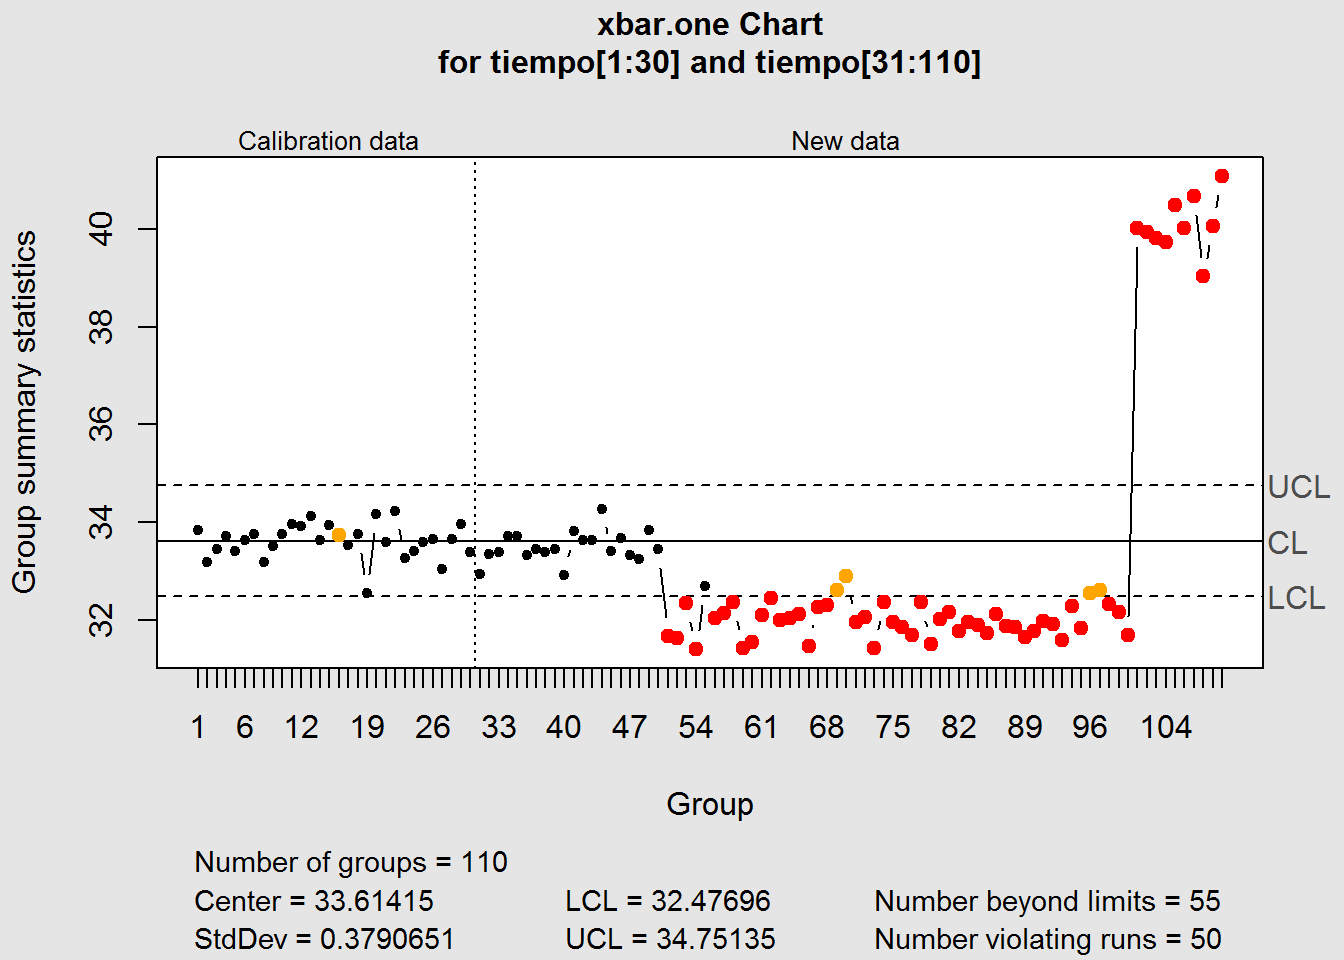 xbar.one Chart
for tiempo[1:30] and tiempo[31:110]
Calibration data New data
Group summary statistics
40
38
36
34
32
UCL
CL
LCL
1 6 12 19 26 33 40 47 54 61 68 75 82 89 96 104
Group
Number of groups = 110
Center = 33.61415 LCL = 32.47696 Number beyond limits = 55
StdDev = 0.3790651 UCL = 34.75135 Number violating runs = 50